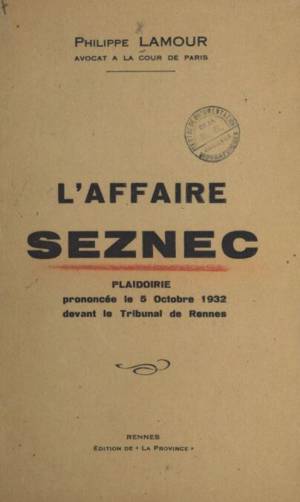 PHILIPPE LAMOUR
AVOCAT A LA COUR DE PARIS
L'AFFAIRE
SEZNEC
PLAIDOIRIE
prononcée le 5 Octobre 1932
devant le Tribunal de Rennes
RENNES
EDITION DE " LA PROVINCE "